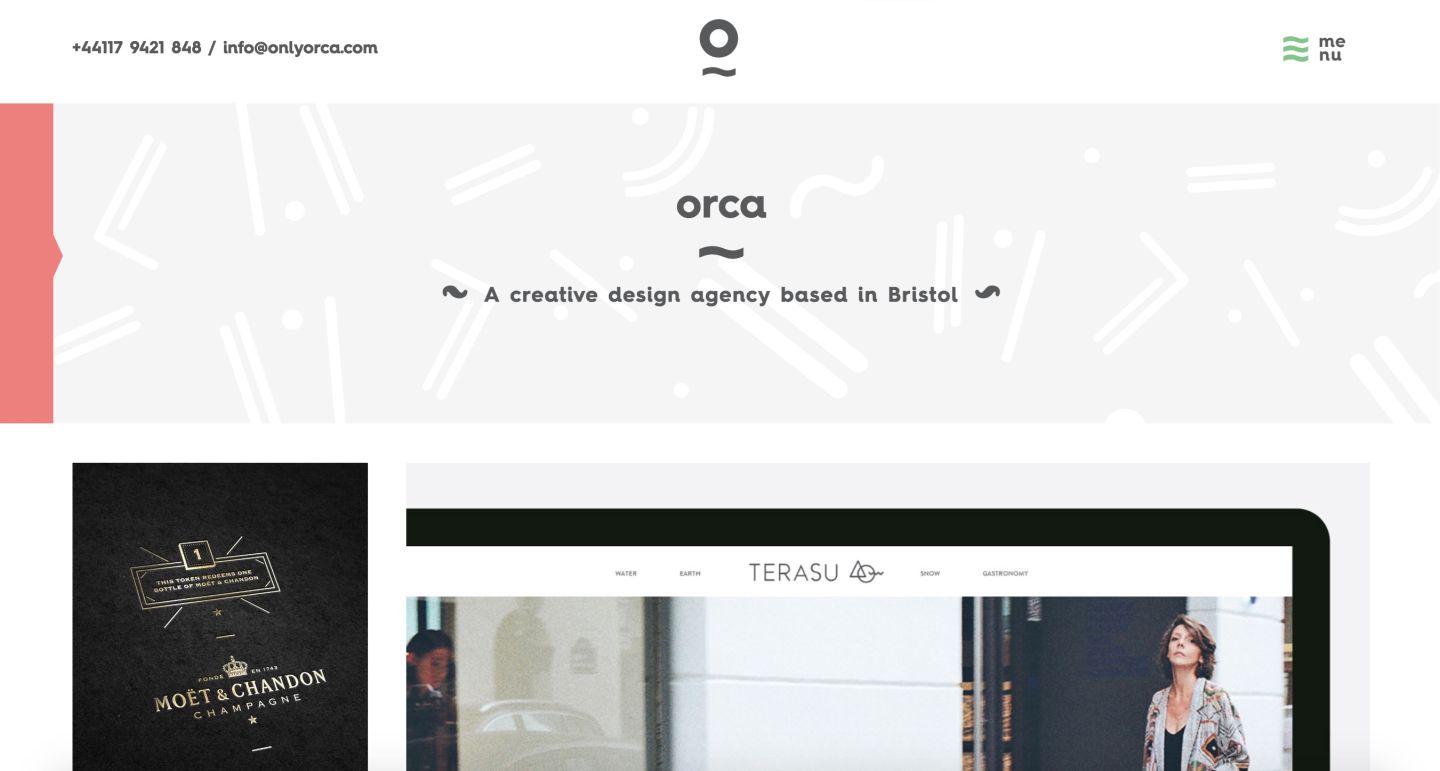 +44117 9421 848 / info@onlyorca.com
me
nu
orca
A creative design agency based in Bristol
1
THIS TOKEN REDEEMS ONE
BOTTLE OF MOËT & CHANDON
FONDÉ EN 1743
MOËT & CHANDON
CHAMPAGNE
WATER EARTH TERASU SNOW GASTRONOMY